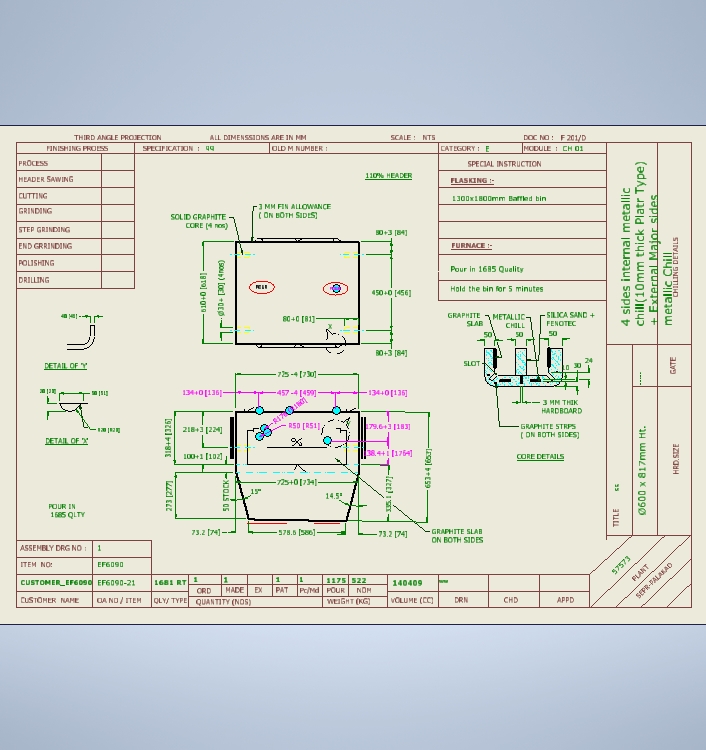 THIRD ANGLE PROJECTION
ALL DIMENSSIONS ARE IN MM
SCALE : NTS
DOC NO : F 201/D
FINISHING PROESS
SPECIFICATION : 99
OLD M NUMBER :
CATEGORY : E
MODULE : CH 01
PROCESS
HEADER SAWING
CUTTING
GRINDING
STEP GRINDING
END GRINDING
POLISHING
DRILLING
110% HEADER
SPECIAL INSTRUCTION
FLASKING :-
1300x1800mm Baffled bin
FURNACE :-
Pour in 1685 Quality
Hold the bin for 5 minutes
4 sides internal metallic
chill(10mm thick Platr Type)
+ External Major sides
metallic Chill
CHILLING DETAILS
SOLID GRAPHITE
CORE (4 nos)
3 MM FIN ALLOWANCE
( ON BOTH SIDES)
80+3 [84]
610+0 [618]
Ø30+ [30] (4nos)
450+0 [456]
80+0 [81]
X
80+3 [84]
DETAIL OF 'Y'
DETAIL OF 'X'
GRAPHITE
SLAB
METALLIC
CHILL
SILICA SAND +
FENOTEC
50
50
50
SLOT
10
30
24
3 MM THIK
HARDBOARD
GRAPHITE STRPS
( ON BOTH SIDES)
CORE DETAILS
725 -4 [730]
134+0 [136]
457 -4 [459]
134+0 [136]
318+4 [326]
218+3 [224]
R50 [R51]
179.6+3 [183]
100+1 [102]
38.4+1 [1764]
653+4 [657]
273 [277]
50 STOCK
725+0 [734]
15°
14.5°
335.1 [327]
73.2 [74]
578.6 [586]
73.2 [74]
GRAPHITE SLAB
ON BOTH SIDES
POUR IN
1685 QLTY
GATE
TITLE
Ø600 x 817mm Ht.
HRD.SIZE
57573
PLANT
SEPR-PALAKAD
ASSEMBLY DRG NO :
1
ITEM NO:
EF6090
CUSTOMER_EF6090
EF6090-21
1681 RT
1
1
1
1
1175
522
140409
ORD
MADE
EX
PAT
Pc/Md
POUR
NOM
CUSTOMER NAME
OA NO / ITEM
QLY/ TYPE
QUANTITY (NOS)
WEIGHT (KG)
VOLUME (CC)
DRN
CHD
APPD